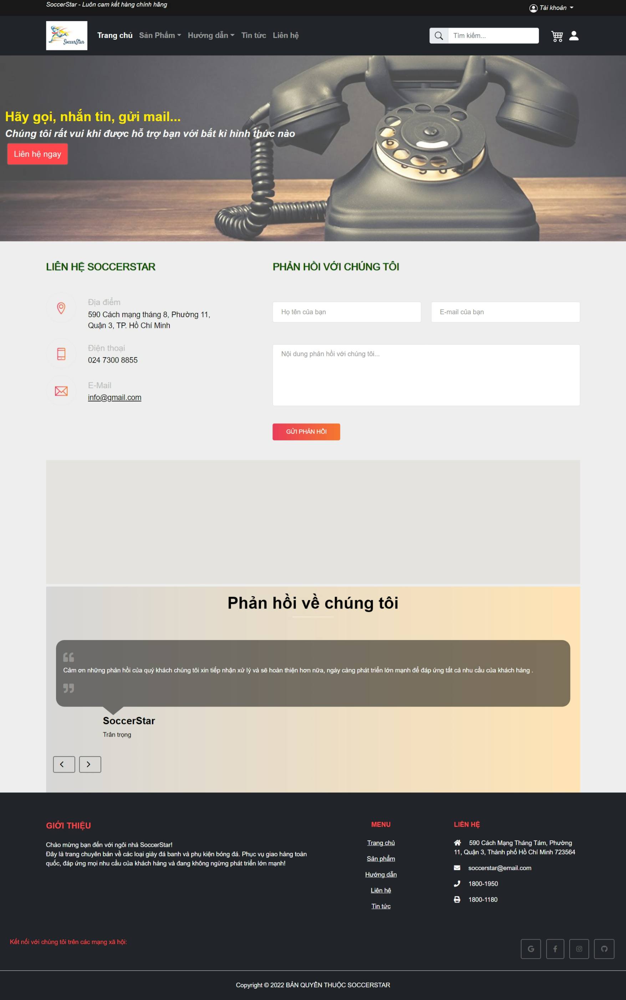 SoccerStar - Luôn cam kết hàng chính hãng
Tài khoản
SoccerStar
Trang chủ Sản Phẩm Hướng dẫn Tin tức Liên hệ
Tìm kiếm...
Hãy gọi, nhắn tin, gửi mail...
Chúng tôi rất vui khi được hỗ trợ bạn với bất kì hình thức nào
Liên hệ ngay
LIÊN HỆ SOCCERSTAR
Địa điểm
590 Cách mạng tháng 8, Phường 11,
Quận 3, TP. Hồ Chí Minh
Điện thoại
024 7300 8855
E-Mail
info@gmail.com
PHẢN HỒI VỚI CHÚNG TÔI
Họ tên của bạn
E-mail của bạn
Nội dung phản hồi với chúng tôi...
GỬI PHẢN HỒI
Phản hồi về chúng tôi
Cảm ơn những phản hồi của quý khách chúng tôi xin tiếp nhận xử lý và sẽ hoàn thiện hơn nữa, ngày càng phát triển lớn mạnh để đáp ứng tất cả nhu cầu của khách hàng .
SoccerStar
Trân trọng
GIỚI THIỆU
Chào mừng bạn đến với ngôi nhà SoccerStar!
Đây là trang chuyên bán về các loại giày đá banh và phụ kiện bóng đá. Phục vụ giao hàng toàn
quốc, đáp ứng mọi nhu cầu của khách hàng và đang không ngừng phát triển lớn mạnh!
MENU
Trang chủ
Sản phẩm
Hướng dẫn
Liên hệ
Tin tức
LIÊN HỆ
590 Cách Mạng Tháng Tám, Phường
11, Quận 3, Thành phố Hồ Chí Minh 723564
soccerstar@email.com
1800-1950
1800-1180
Kết nối với chúng tôi trên các mạng xã hội:
Copyright © 2022 BẢN QUYỀN THUỘC SOCCERSTAR